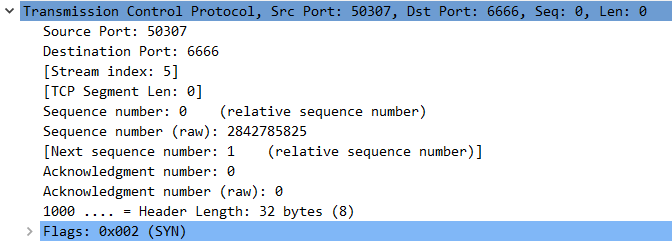 Transmission Control Protocol, Src Port: 50307, Dst Port: 6666, Seq: 0, Len: 0
Source Port: 50307
Destination Port: 6666
[Stream index: 5]
[TCP Segment Len: 0]
Sequence number: 0    (relative sequence number)
Sequence number (raw): 2842785825
[Next sequence number: 1    (relative sequence number)]
Acknowledgment number: 0
Acknowledgment number (raw): 0
1000 .... = Header Length: 32 bytes (8)
Flags: 0x002 (SYN)